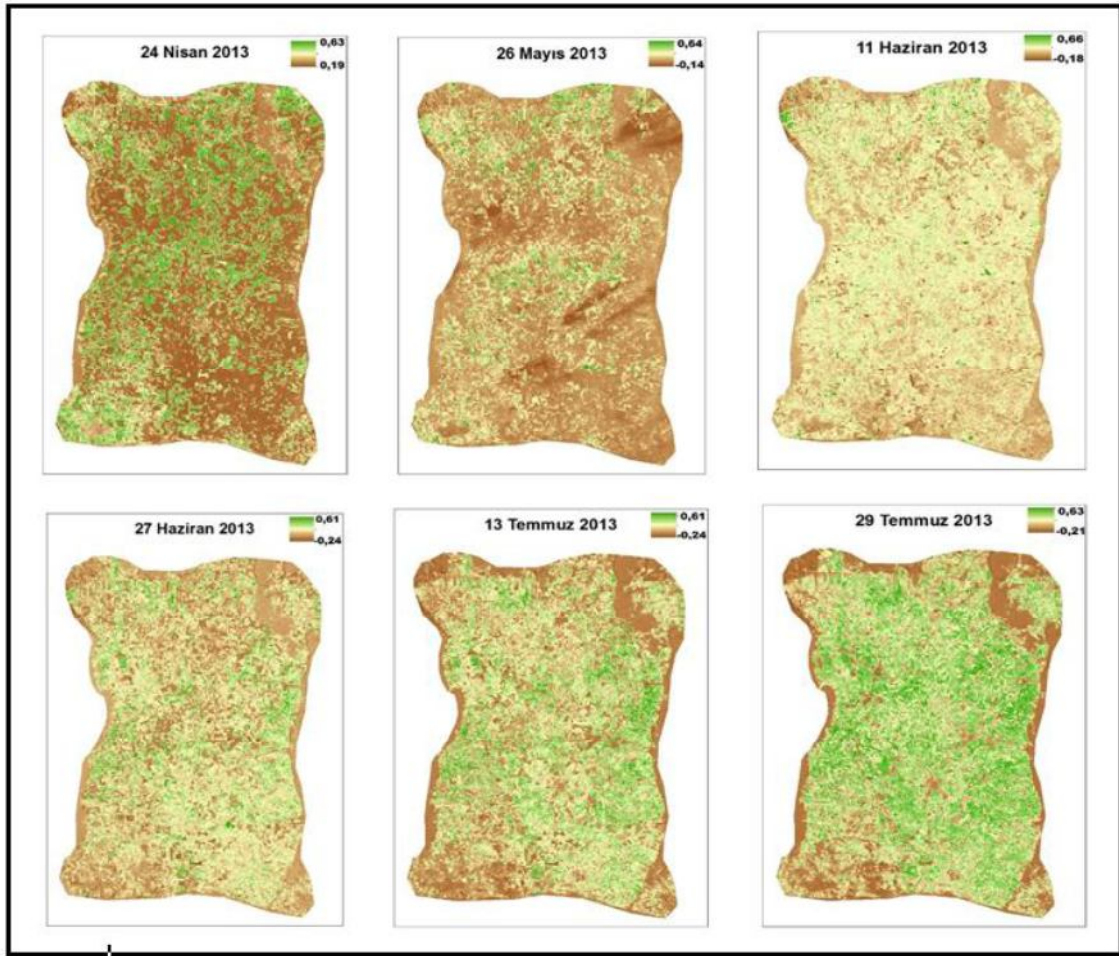 24 Nisan 2013
0,63
0,19
26 Mayıs 2013
0,64
-0,14
11 Haziran 2013
0,66
-0,18
27 Haziran 2013
0,61
-0,24
13 Temmuz 2013
0,61
-0,24
29 Temmuz 2013
0,63
-0,21